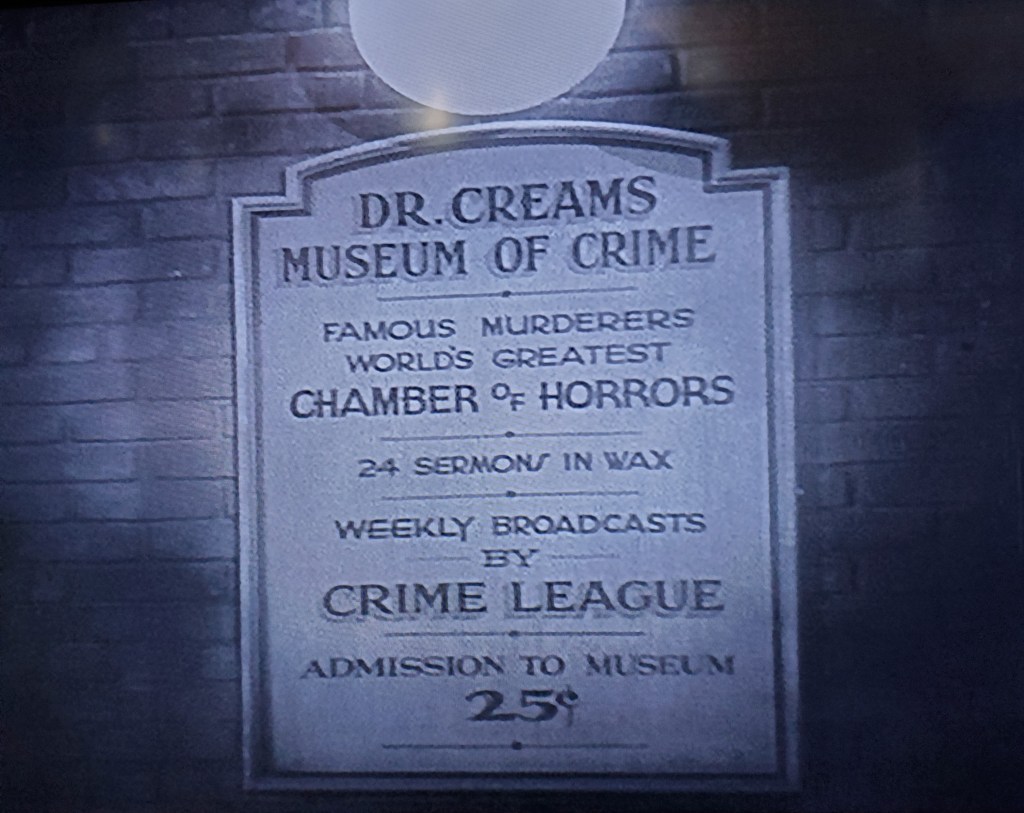 DR. CREAMS
MUSEUM OF CRIME
FAMOUS MURDERERS
WORLD'S GREATEST
CHAMBER OF HORRORS
24 SERMONS IN WAX
WEEKLY BROADCASTS
BY
CRIME LEAGUE
ADMISSION TO MUSEUM
25¢